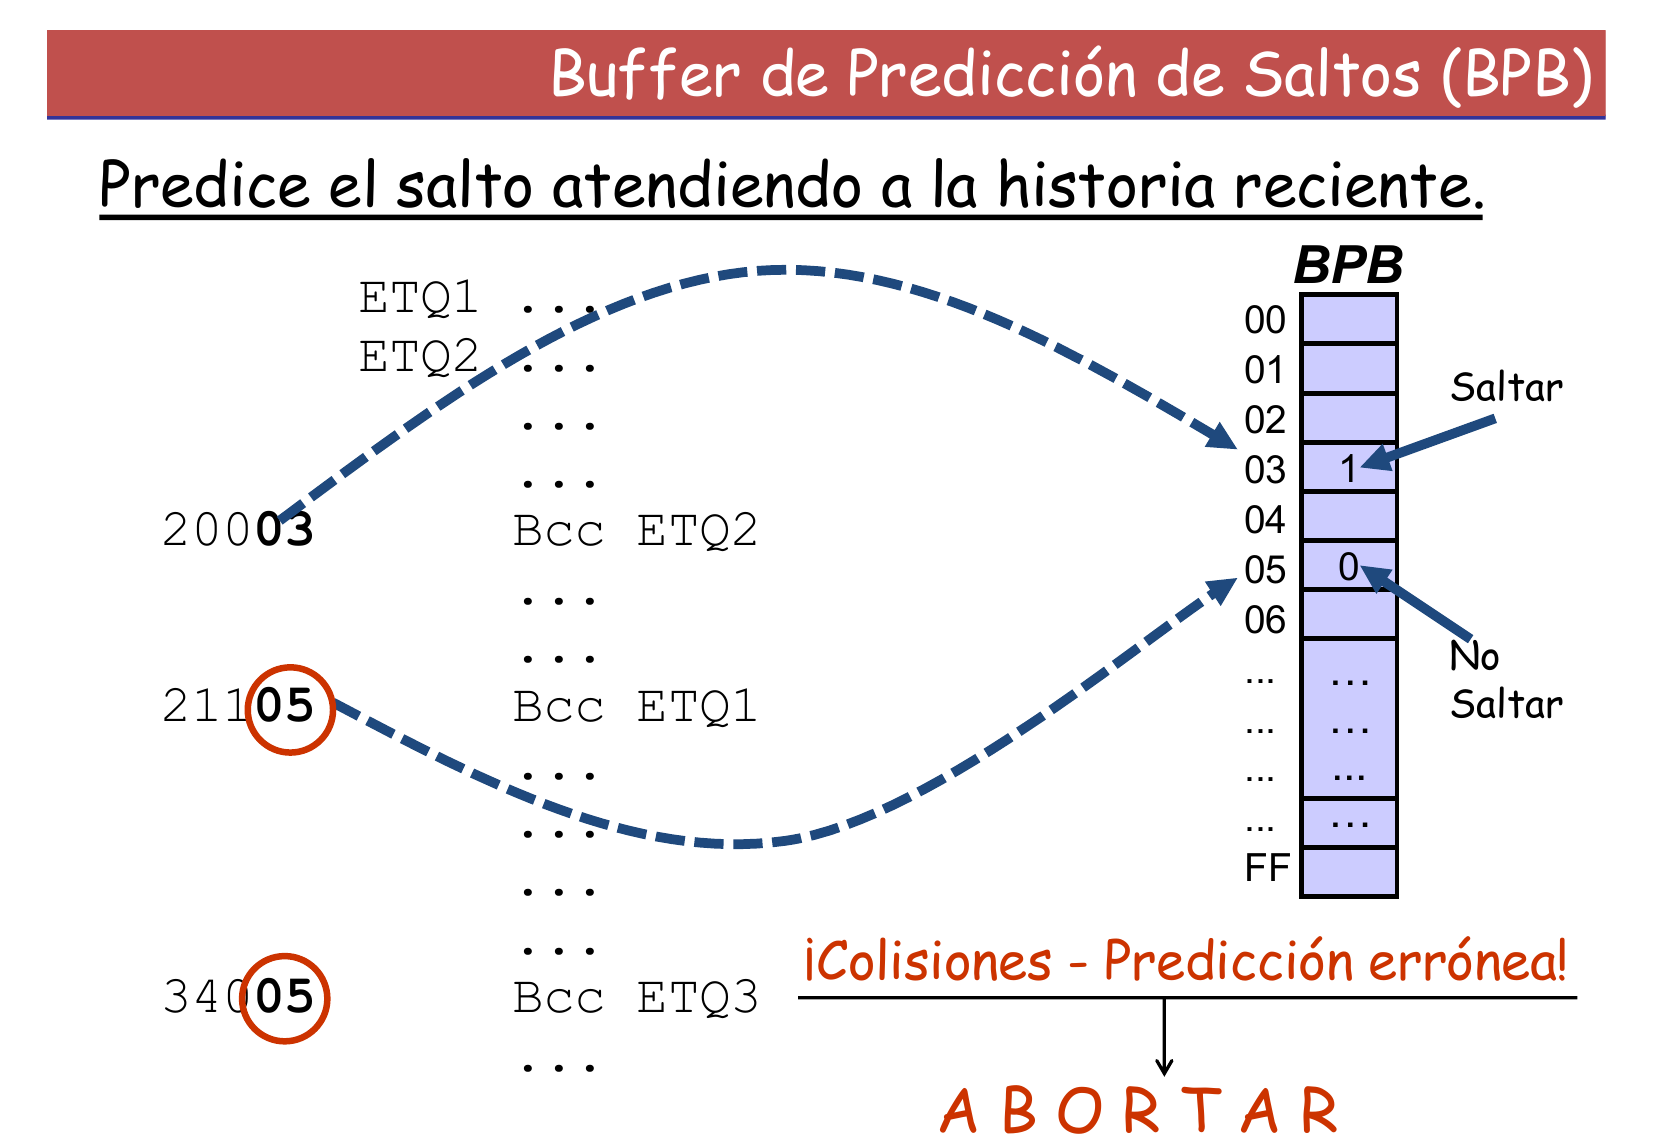 Buffer de Predicción de Saltos (BPB)
Predice el salto atendiendo a la historia reciente.
ETQ1 ...
ETQ2 ...
...
...
20003 Bcc ETQ2
...
...
21105 Bcc ETQ1
...
...
...
...
34005 Bcc ETQ3
...
BPB
00
01
02
03 1
04
05 0
06
... ...
... ...
... ...
... ...
FF
Saltar
No
Saltar
¡Colisiones - Predicción errónea!
A B O R T A R